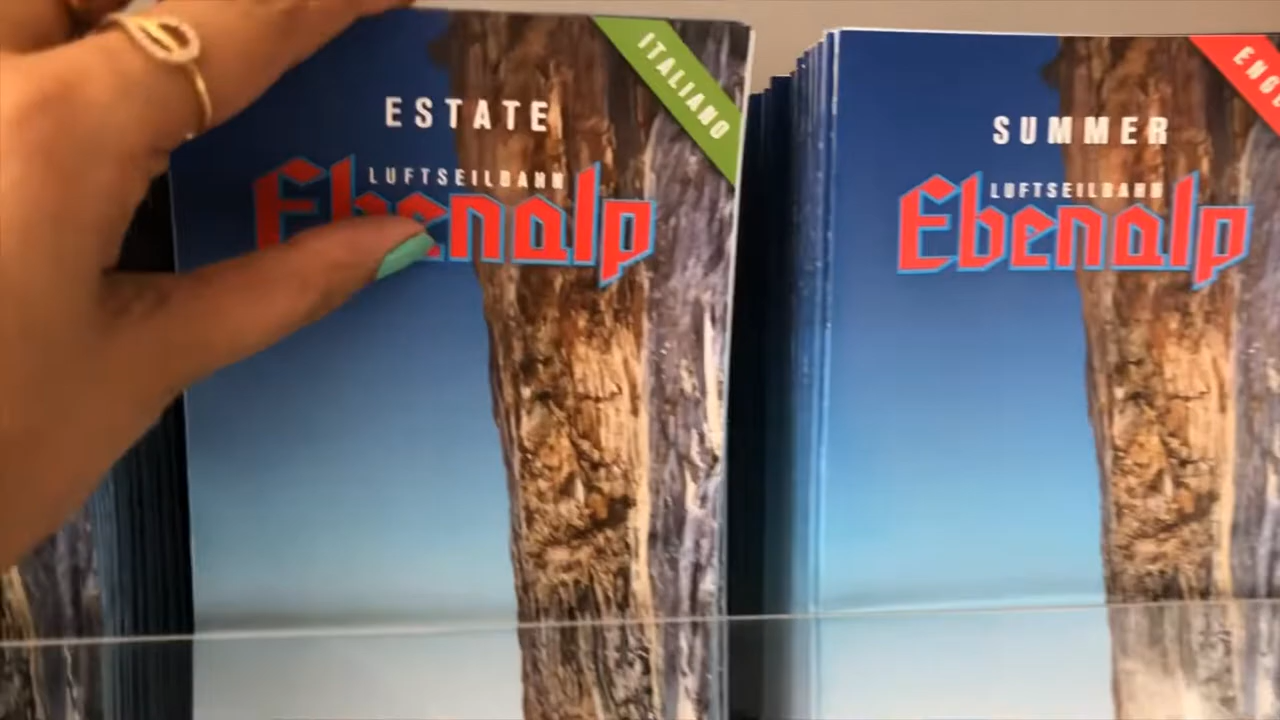 ITALIANO
ESTATE
LUFTSEILBAHN
Ebenalp
SUMMER
LUFTSEILBAHN
Ebenalp